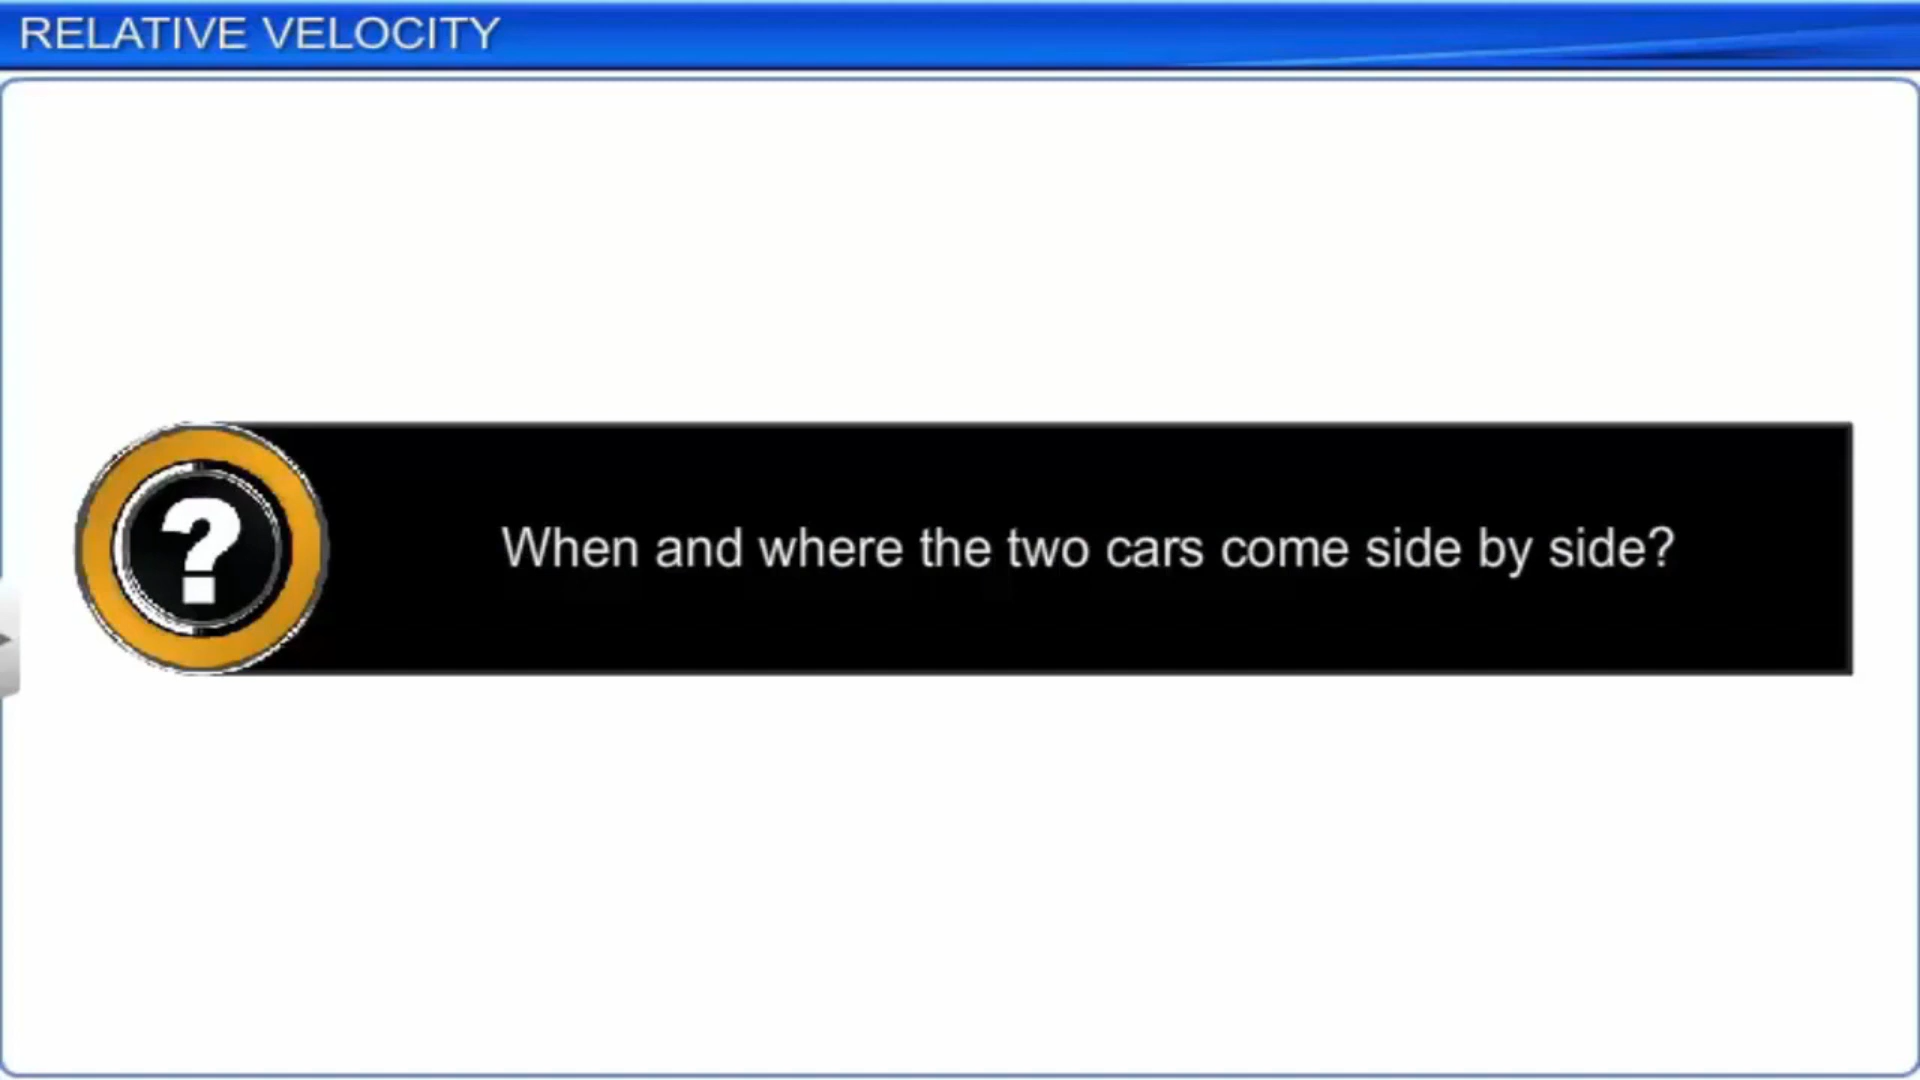 RELATIVE VELOCITY
?
When and where the two cars come side by side?